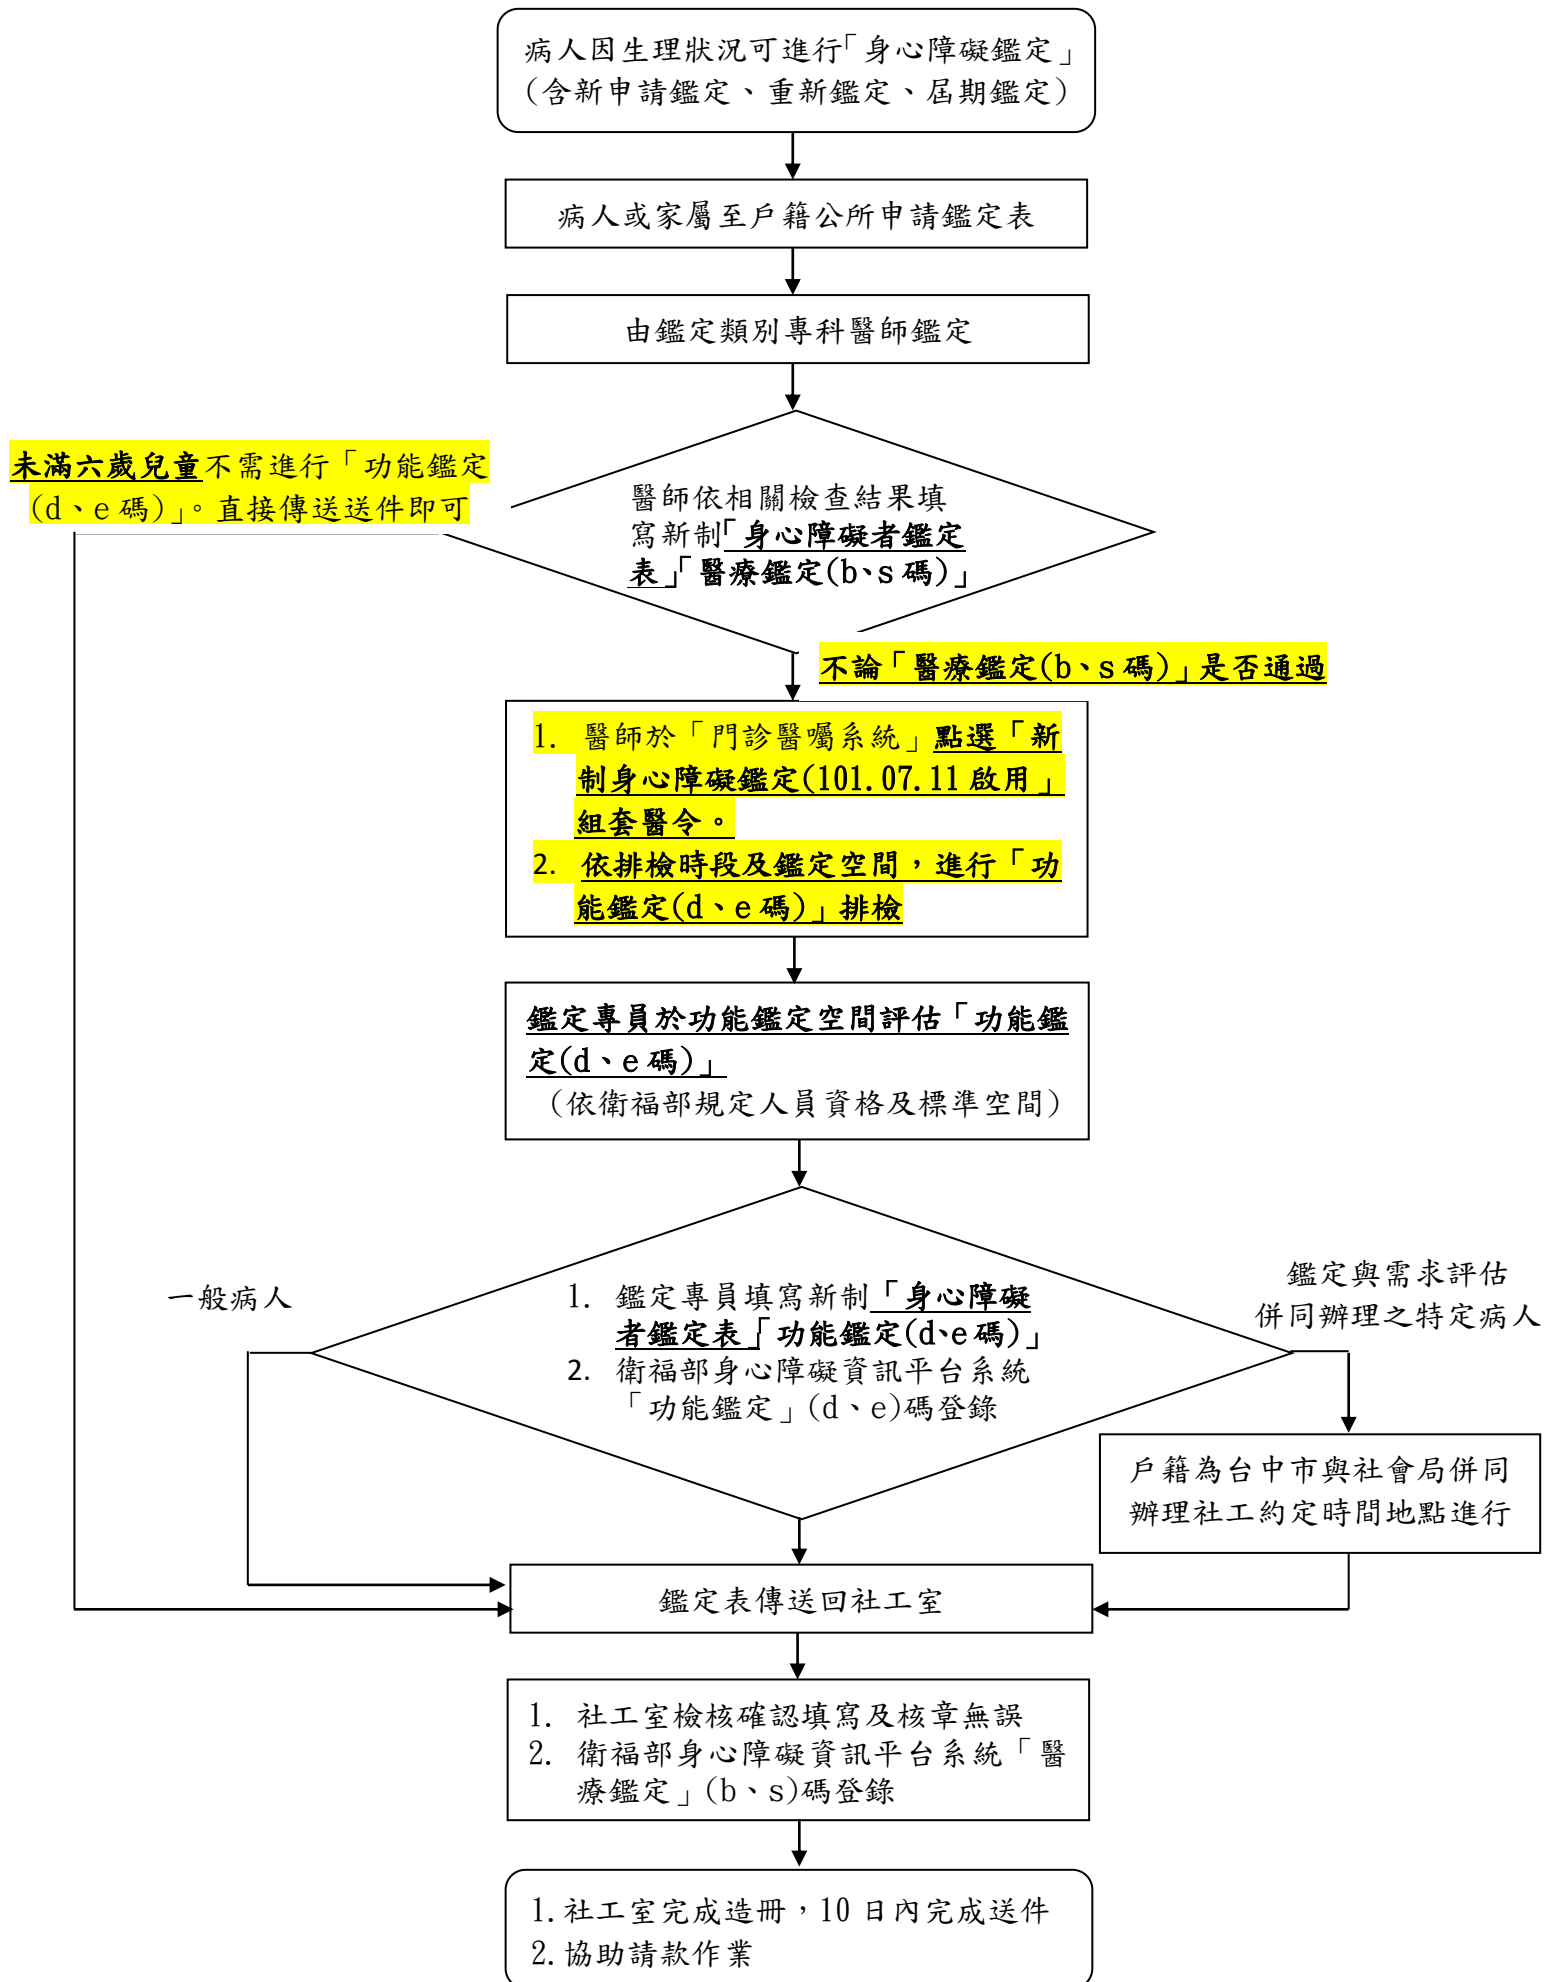 病人因生理狀況可進行「身心障礙鑑定」
(含新申請鑑定、重新鑑定、屆期鑑定)
病人或家屬至戶籍公所申請鑑定表
由鑑定類別專科醫師鑑定
未滿六歲兒童不需進行「功能鑑定
(d、e 碼)」。直接傳送送件即可
醫師依相關檢查結果填
寫新制「身心障礙者鑑定
表」「醫療鑑定(b、s 碼)」
不論「醫療鑑定(b、s 碼)」是否通過
1. 醫師於「門診醫囑系統」點選「新
制身心障礙鑑定(101.07.11 啟用」
組套醫令。
2. 依排檢時段及鑑定空間，進行「功
能鑑定(d、e 碼)」排檢
鑑定專員於功能鑑定空間評估「功能鑑
定(d、e 碼)」
(依衛福部規定人員資格及標準空間)
一般病人
1. 鑑定專員填寫新制「身心障礙
者鑑定表」「功能鑑定(d、e 碼)」
2. 衛福部身心障礙資訊平台系統
「功能鑑定」(d、e)碼登錄
鑑定與需求評估
併同辦理之特定病人
戶籍為台中市與社會局併同
辦理社工約定時間地點進行
鑑定表傳送回社工室
1. 社工室檢核確認填寫及核章無誤
2. 衛福部身心障礙資訊平台系統「醫
療鑑定」(b、s)碼登錄
1.社工室完成造冊，10 日內完成送件
2.協助請款作業